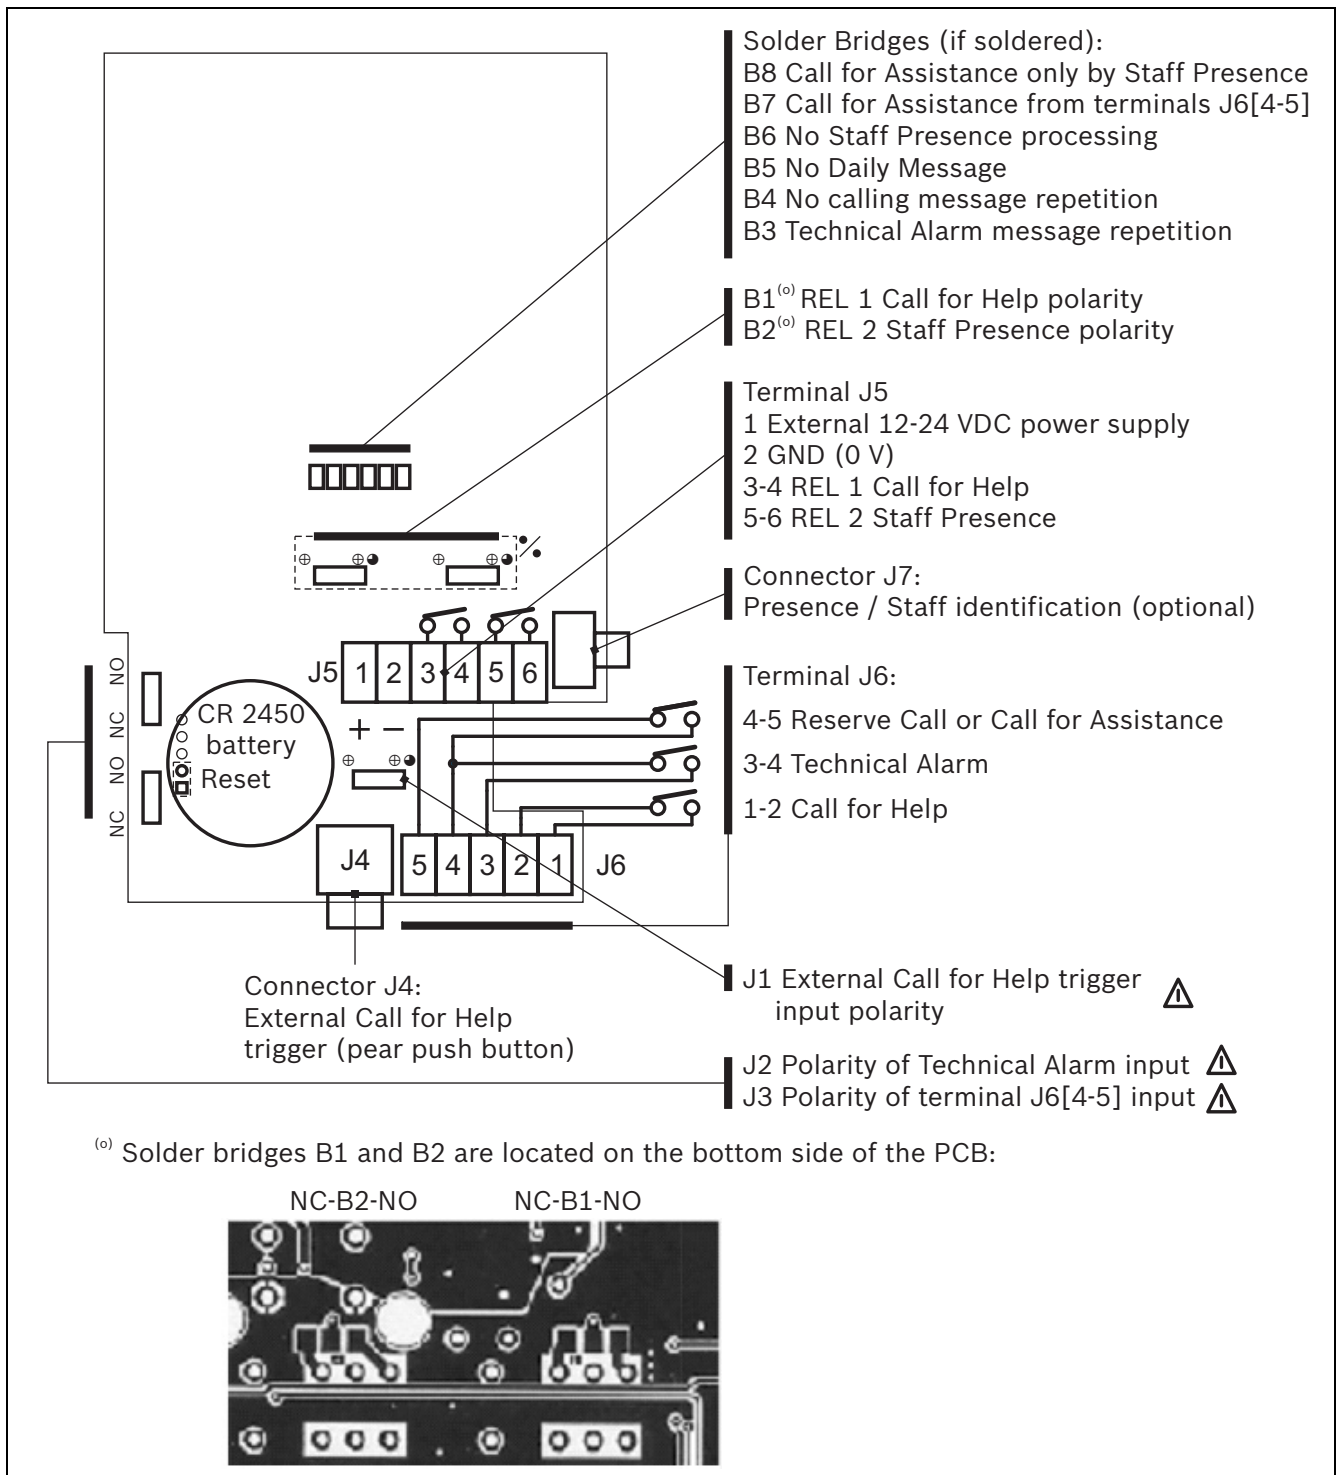 Solder Bridges (if soldered):
B8 Call for Assistance only by Staff Presence
B7 Call for Assistance from terminals J6[4-5]
B6 No Staff Presence processing
B5 No Daily Message
B4 No calling message repetition
B3 Technical Alarm message repetition
B1(o) REL 1 Call for Help polarity
B2(o) REL 2 Staff Presence polarity
Terminal J5
1 External 12-24 VDC power supply
2 GND (0 V)
3-4 REL 1 Call for Help
5-6 REL 2 Staff Presence
Connector J7:
Presence / Staff identification (optional)
J5 1 2 3 4 5 6
NO
NC
NO
NC
CR 2450
battery
Reset
+ −
Terminal J6:
4-5 Reserve Call or Call for Assistance
3-4 Technical Alarm
1-2 Call for Help
J4
5 4 3 2 1 J6
Connector J4:
External Call for Help
trigger (pear push button)
J1 External Call for Help trigger
input polarity
J2 Polarity of Technical Alarm input
J3 Polarity of terminal J6[4-5] input
(o) Solder bridges B1 and B2 are located on the bottom side of the PCB:
NC-B2-NO NC-B1-NO